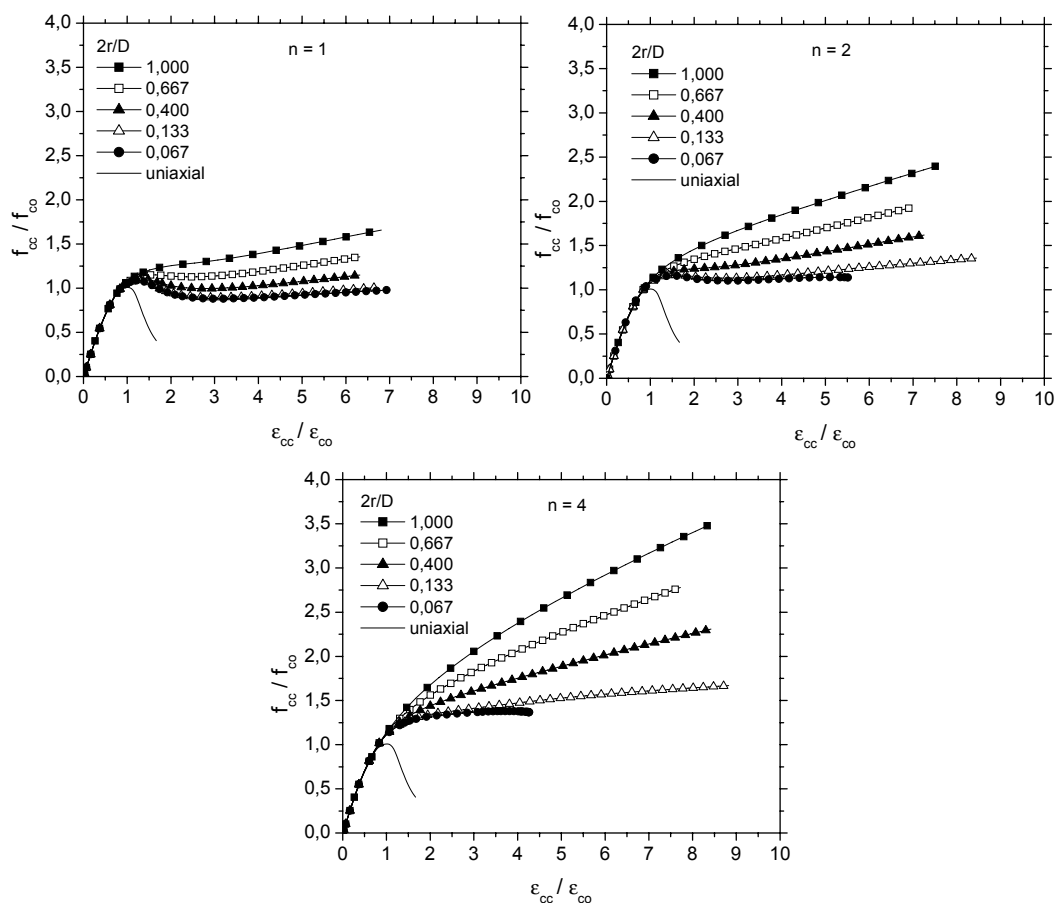 4,0
3,5
3,0
2,5
2,0
1,5
1,0
0,5
0,0
f_cc / f_co
2r/D
1,000
0,667
0,400
0,133
0,067
uniaxial
n = 1
0 1 2 3 4 5 6 7 8 9 10
ε_cc / ε_co
4,0
3,5
3,0
2,5
2,0
1,5
1,0
0,5
0,0
f_cc / f_co
2r/D
1,000
0,667
0,400
0,133
0,067
uniaxial
n = 2
0 1 2 3 4 5 6 7 8 9 10
ε_cc / ε_co
4,0
3,5
3,0
2,5
2,0
1,5
1,0
0,5
0,0
f_cc / f_co
2r/D
1,000
0,667
0,400
0,133
0,067
uniaxial
n = 4
0 1 2 3 4 5 6 7 8 9 10
ε_cc / ε_co